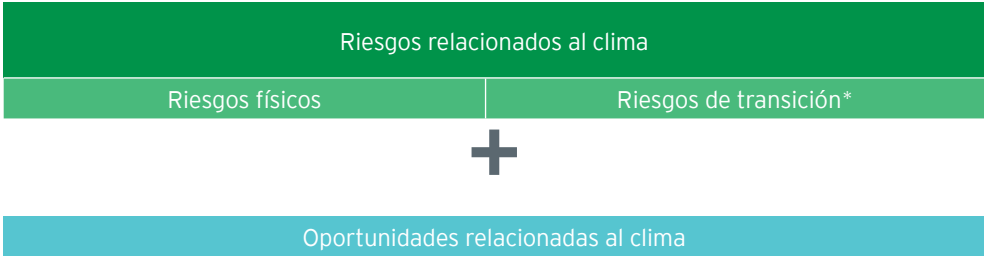 Riesgos relacionados al clima
Riesgos físicos
Riesgos de transición*
+
Oportunidades relacionadas al clima